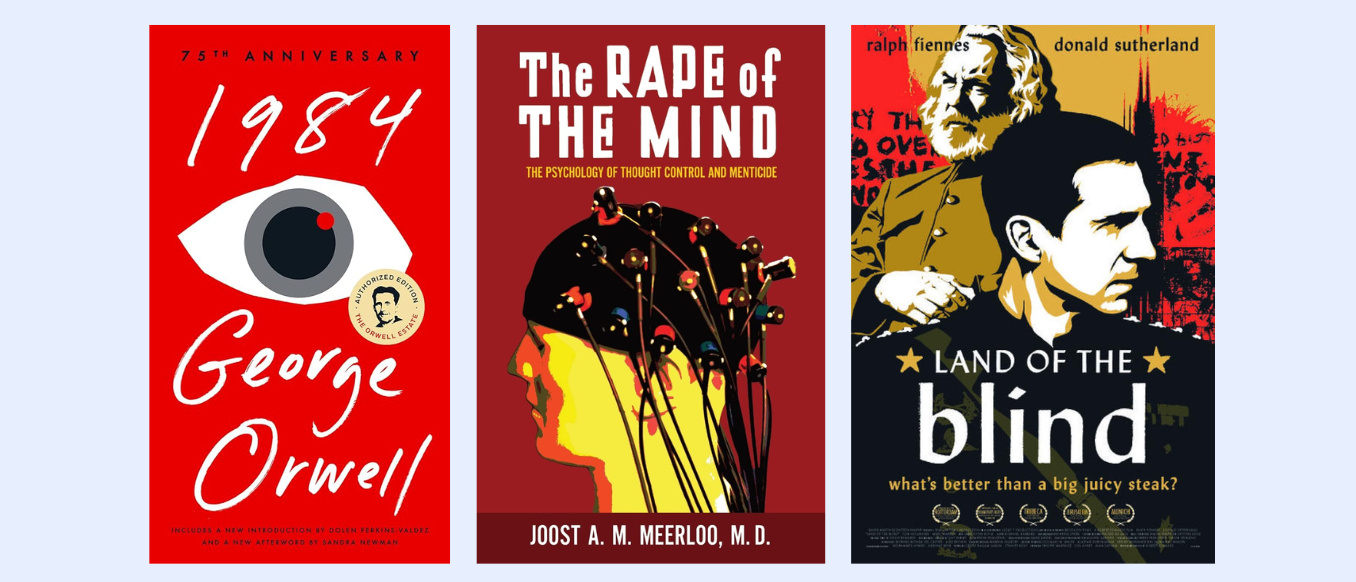 75TH ANNIVERSARY
1984
AUTHORIZED EDITION
THE ORWELL ESTATE
George
Orwell
INCLUDES A NEW INTRODUCTION BY DOLEN PERKINS-VALDEZ
AND A NEW AFTERWORD BY SANDRA NEWMAN
The RAPE of
THE MIND
THE PSYCHOLOGY OF THOUGHT CONTROL AND MENTICIDE
JOOST A. M. MEERLOO, M.D.
ralph fiennes
donald sutherland
LAND OF THE
blind
what's better than a big juicy steak?